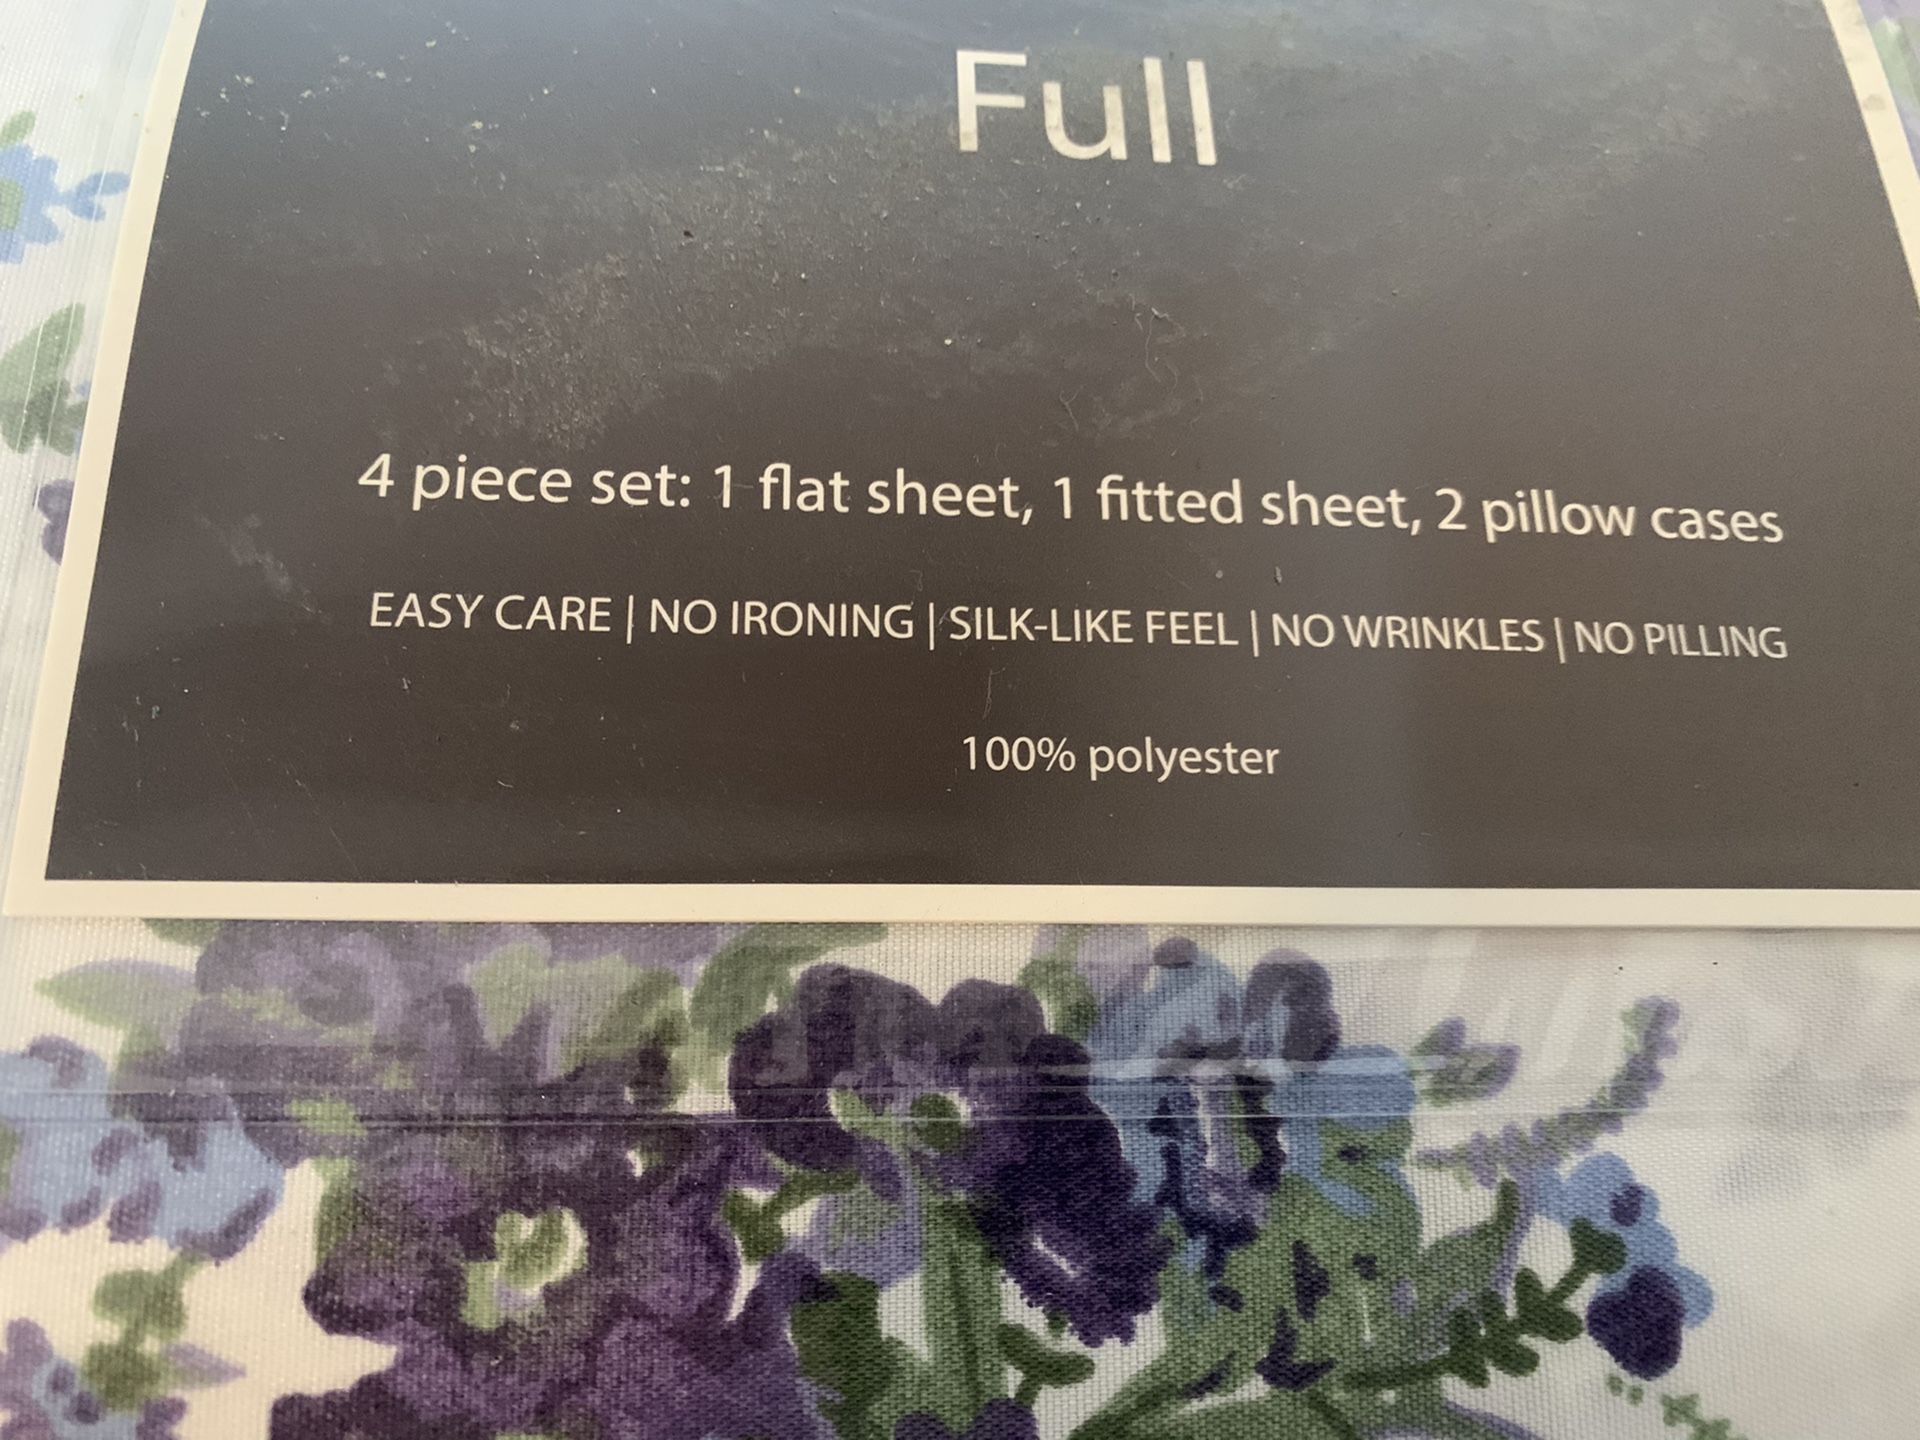 Full
4 piece set: 1 flat sheet, 1 fitted sheet, 2 pillow cases
EASY CARE | NO IRONING | SILK-LIKE FEEL | NO WRINKLES | NO PILLING
100% polyester